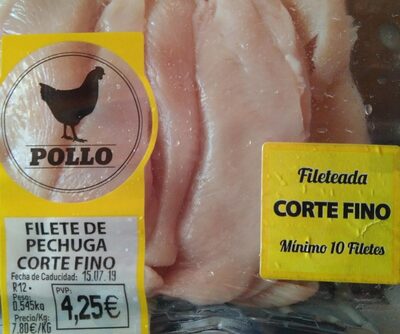 POLLO
FILETE DE
PECHUGA
CORTE FINO
Fecha de Caducidad: 15.07.19
R12-
Peso: 0.545kg
Precio/Kg: 7.80€/KG
PVP:
4,25€
Fileteada
CORTE FINO
Mínimo 10 Filetes